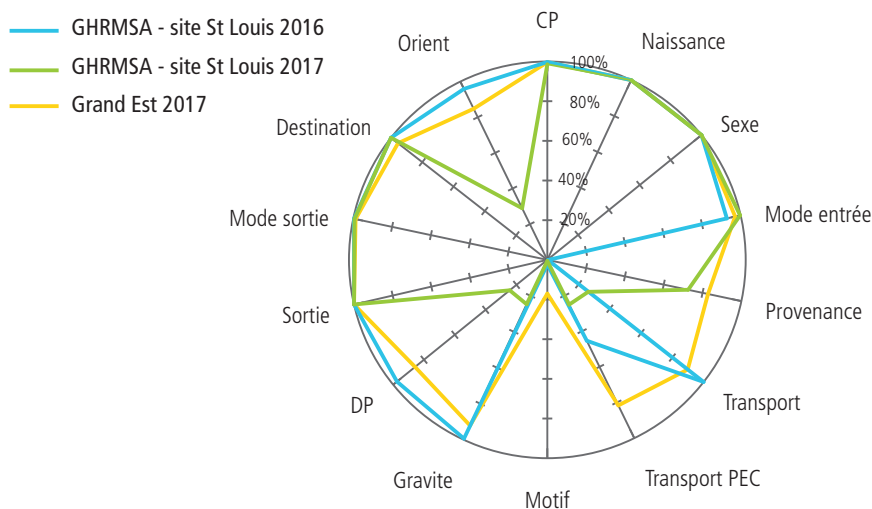 GHRMSA - site St Louis 2016
GHRMSA - site St Louis 2017
Grand Est 2017
CP
Naissance
Sexe
Mode entrée
Provenance
Transport
Transport PEC
Motif
Gravite
DP
Sortie
Mode sortie
Destination
Orient
100%
80%
60%
40%
20%